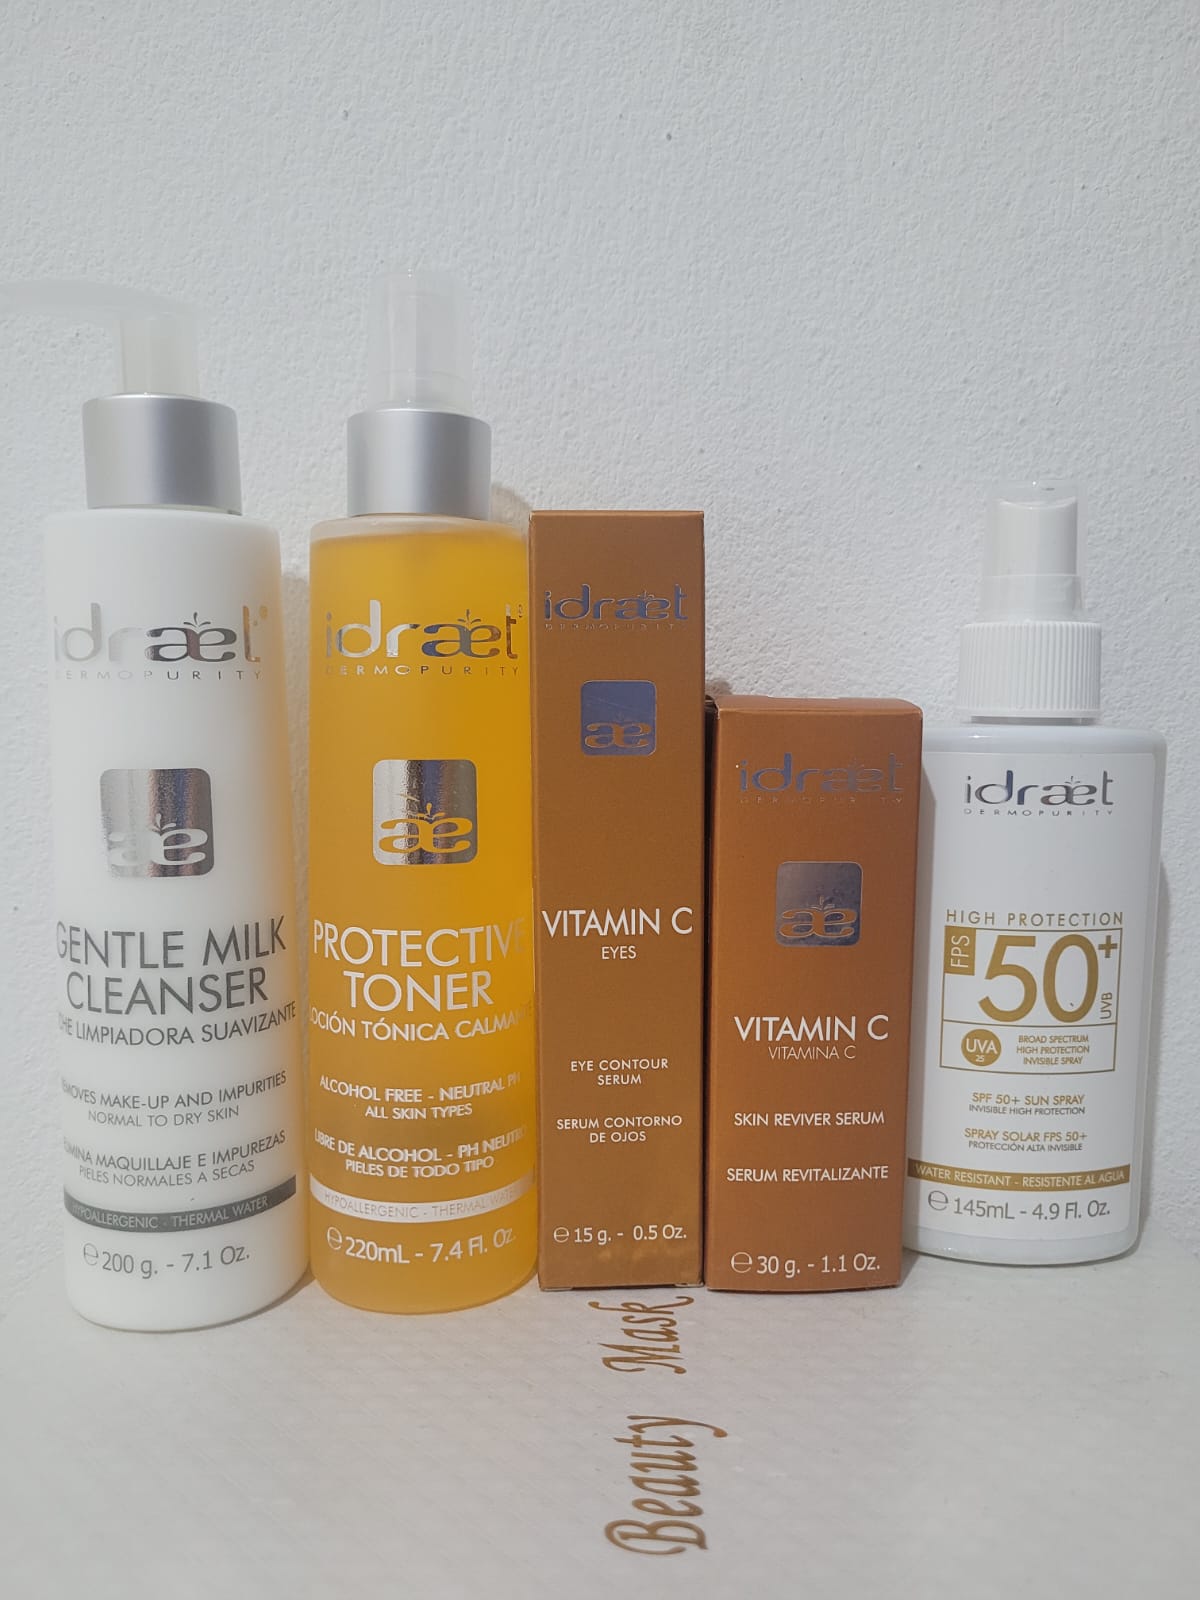 idraet
DERMOPURITY
ae
GENTLE MILK
CLEANSER
CHE LIMPIADORA SUAVIZANTE
REMOVES MAKE-UP AND IMPURITIES
NORMAL TO DRY SKIN
ELIMINA MAQUILLAJE E IMPUREZAS
PIELES NORMALES A SECAS
HYPOALLERGENIC - THERMAL WATER
℮ 200 g. - 7.1 Oz.
idraet
DERMOPURITY
ae
PROTECTIVE
TONER
LOCIÓN TÓNICA CALMANTE
ALCOHOL FREE - NEUTRAL PH
ALL SKIN TYPES
LIBRE DE ALCOHOL - PH NEUTRO
PIELES DE TODO TIPO
HYPOALLERGENIC - THERMAL WATER
℮ 220mL - 7.4 Fl. Oz.
idraet
DERMOPURITY
ae
VITAMIN C
EYES
EYE CONTOUR
SERUM
SERUM CONTORNO
DE OJOS
℮ 15 g. - 0.5 Oz.
idraet
DERMOPURITY
ae
VITAMIN C
VITAMINA C
SKIN REVIVER SERUM
SERUM REVITALIZANTE
℮ 30 g. - 1.1 Oz.
idraet
DERMOPURITY
HIGH PROTECTION
FPS 50+ UVB
UVA
25
BROAD SPECTRUM
HIGH PROTECTION
INVISIBLE SPRAY
SPF 50+ SUN SPRAY
INVISIBLE HIGH PROTECTION
SPRAY SOLAR FPS 50+
PROTECCIÓN ALTA INVISIBLE
WATER RESISTANT - RESISTENTE AL AGUA
℮ 145mL - 4.9 Fl. Oz.
Beauty Mask